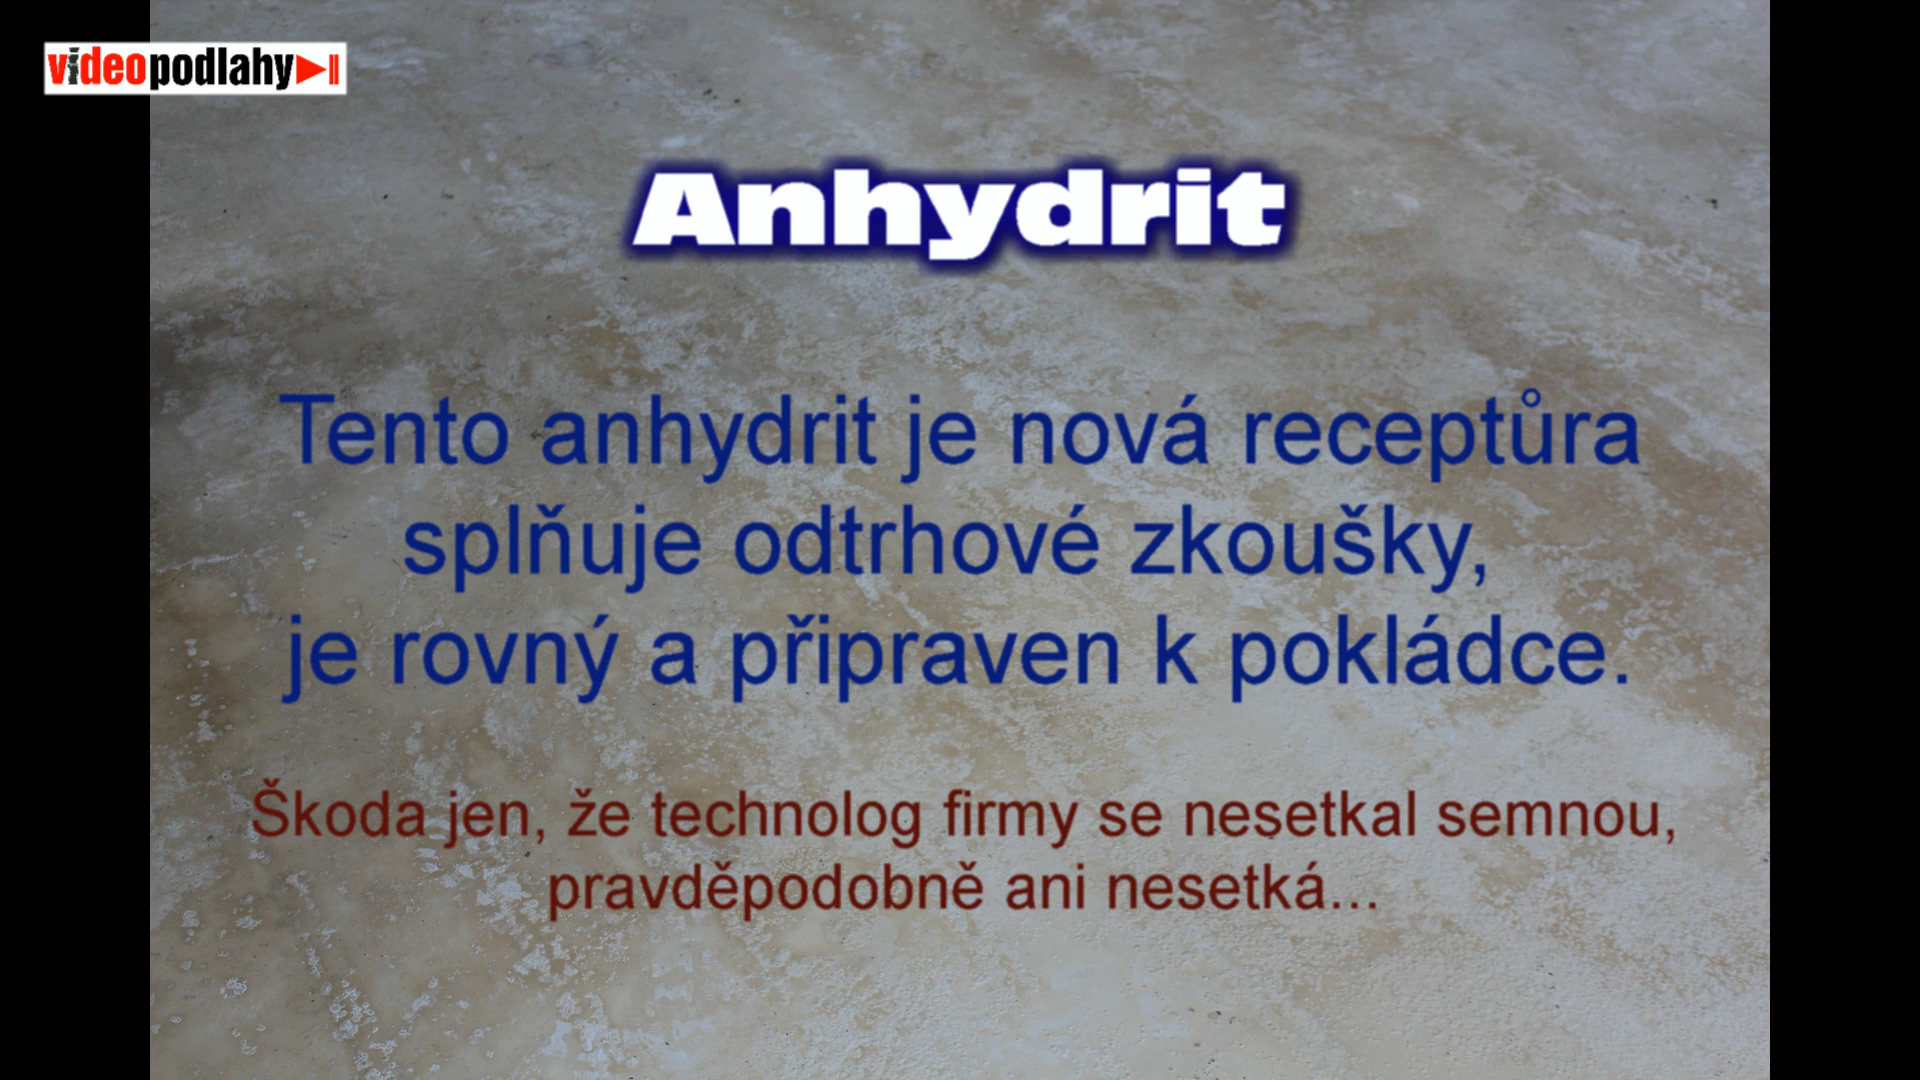 videopodlahy
Anhydrit
Tento anhydrit je nová receptůra
splňuje odtrhové zkoušky,
je rovný a připraven k pokládce.
Škoda jen, že technolog firmy se nesetkal semnou,
pravděpodobně ani nesetká...